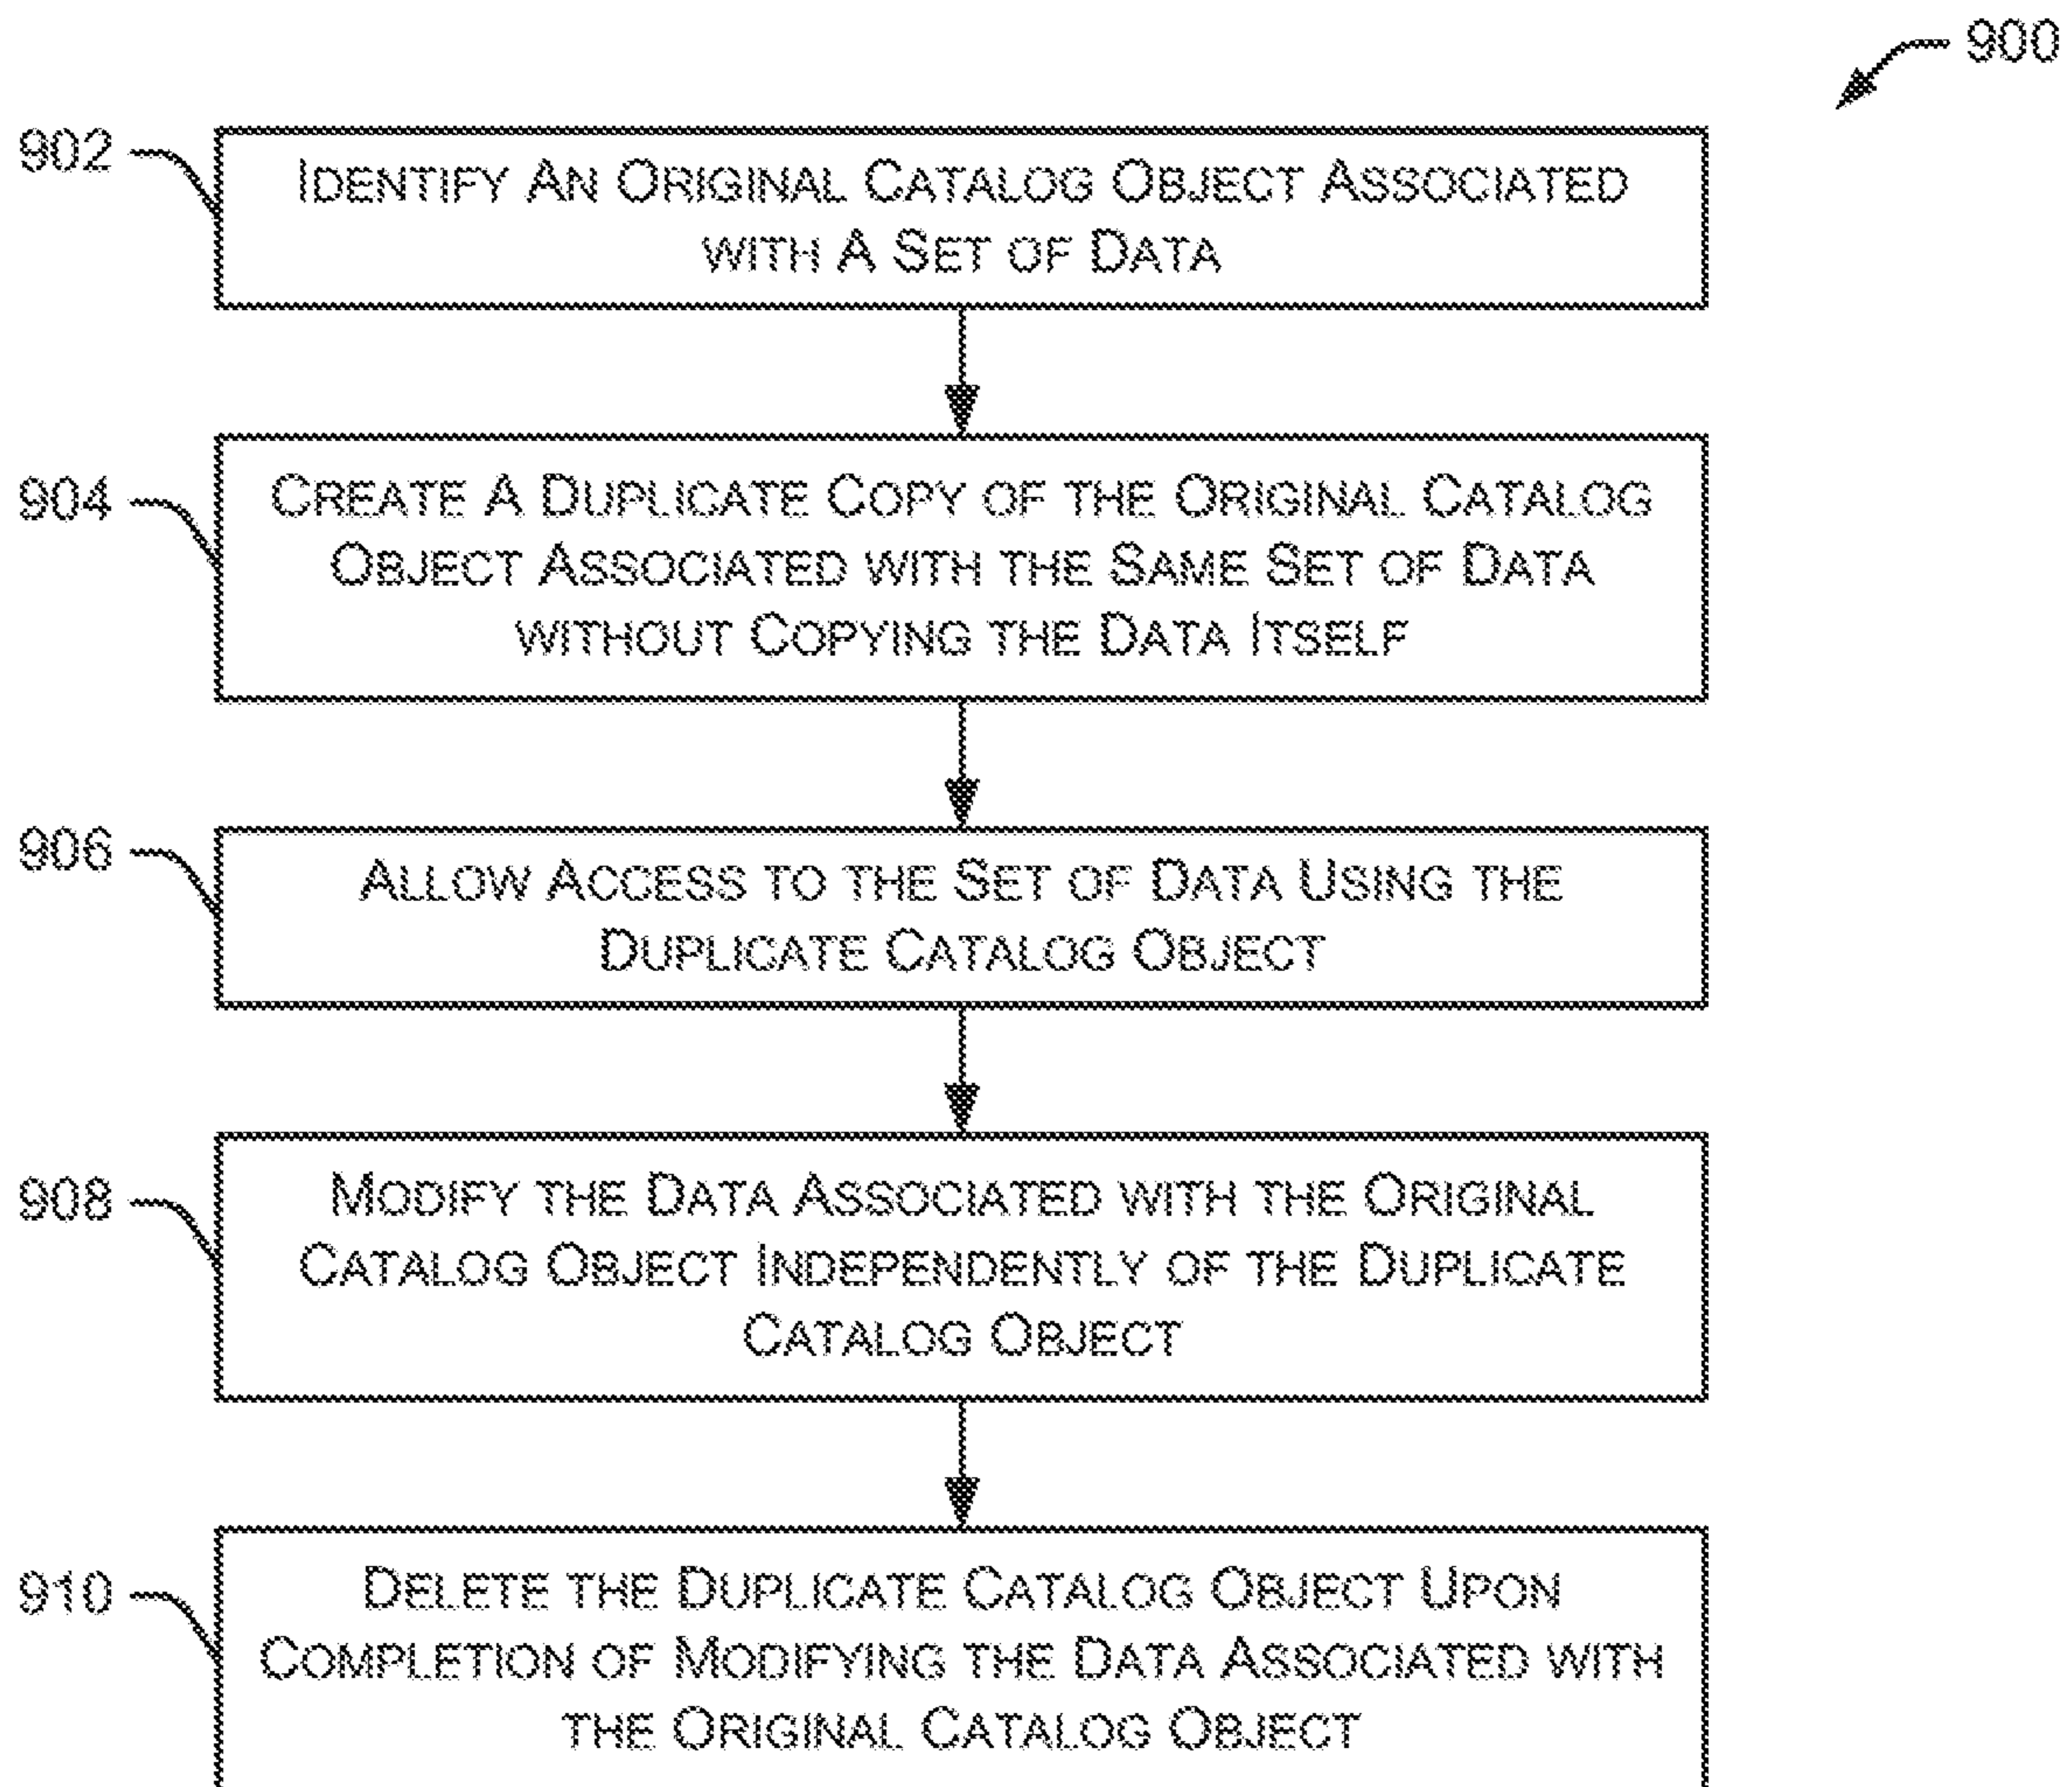 900
902
IDENTIFY AN ORIGINAL CATALOG OBJECT ASSOCIATED
WITH A SET OF DATA
904
CREATE A DUPLICATE COPY OF THE ORIGINAL CATALOG
OBJECT ASSOCIATED WITH THE SAME SET OF DATA
WITHOUT COPYING THE DATA ITSELF
906
ALLOW ACCESS TO THE SET OF DATA USING THE
DUPLICATE CATALOG OBJECT
908
MODIFY THE DATA ASSOCIATED WITH THE ORIGINAL
CATALOG OBJECT INDEPENDENTLY OF THE DUPLICATE
CATALOG OBJECT
910
DELETE THE DUPLICATE CATALOG OBJECT UPON
COMPLETION OF MODIFYING THE DATA ASSOCIATED WITH
THE ORIGINAL CATALOG OBJECT